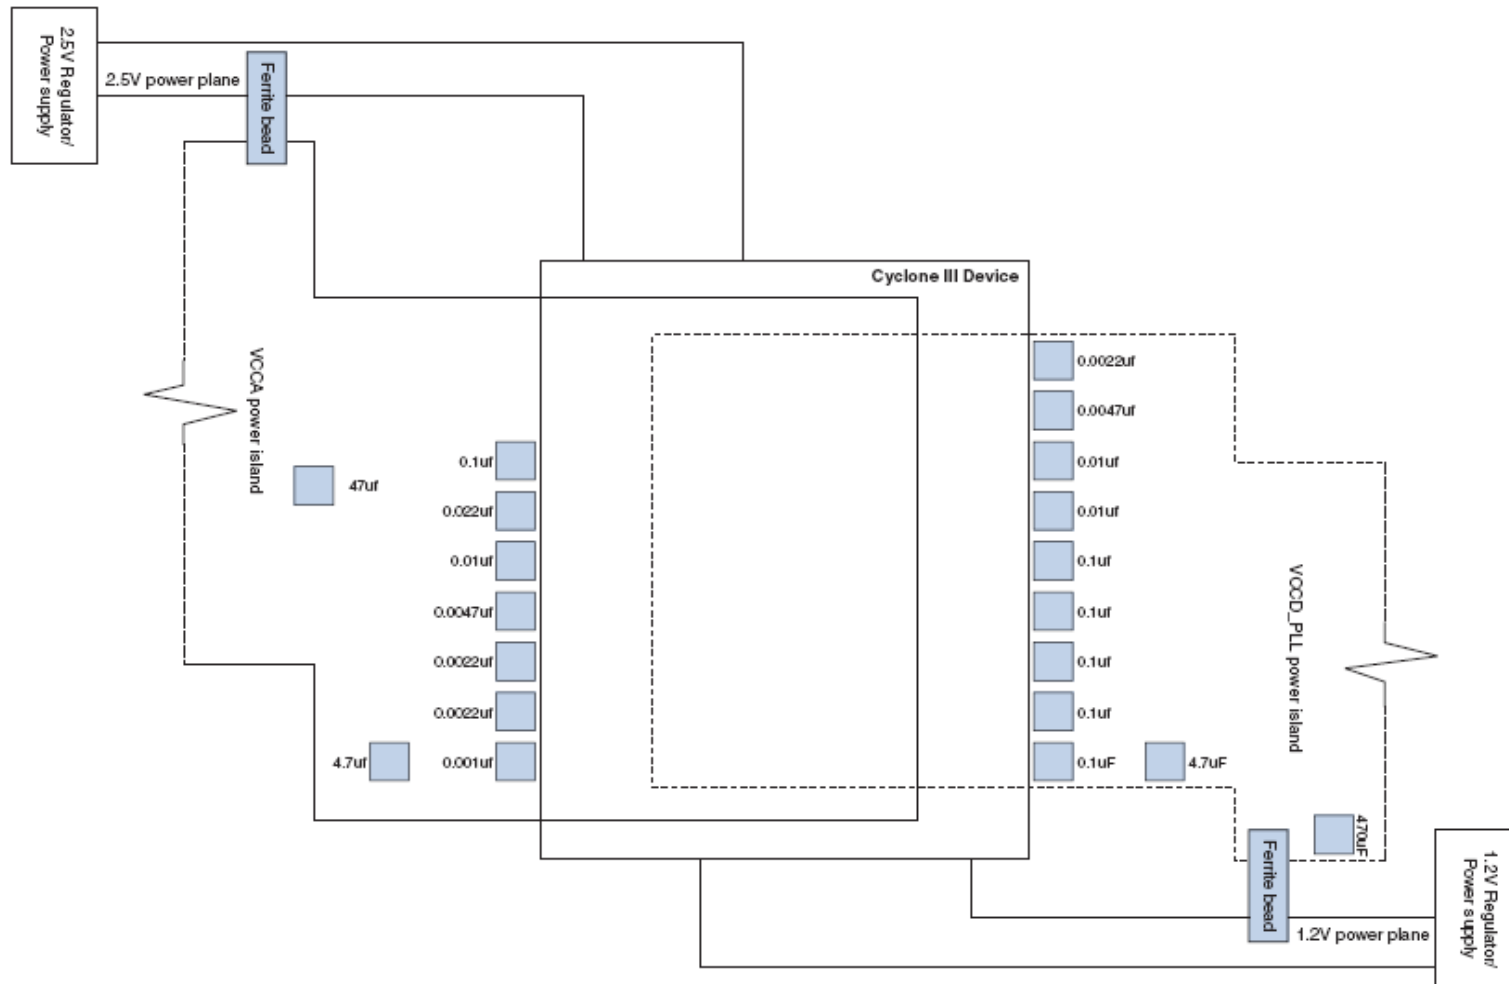 2.5V Regulator/
Power supply
2.5V power plane
Ferrite bead
Cyclone III Device
VCCA power island
47uf
0.1uf
0.022uf
0.01uf
0.0047uf
0.0022uf
0.0022uf
4.7uf
0.001uf
0.0022uf
0.0047uf
0.01uf
0.01uf
0.1uf
0.1uf
0.1uf
0.1uf
0.1uF
4.7uF
VCCD_PLL power island
470uF
Ferrite bead
1.2V power plane
1.2V Regulator/
Power supply